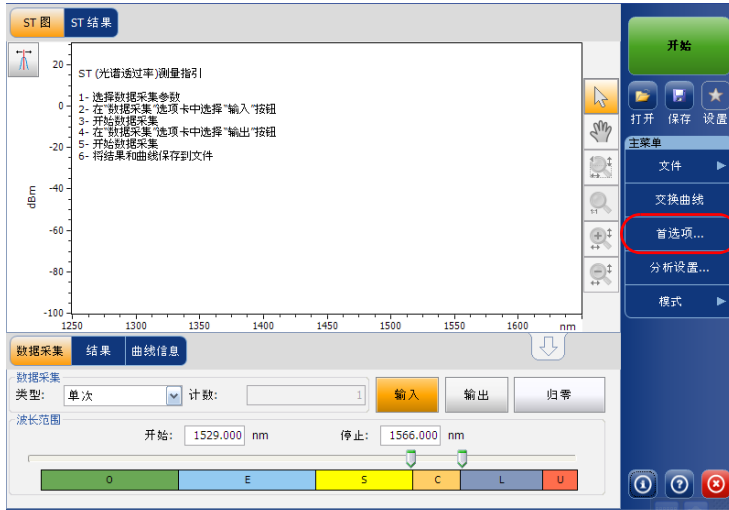 ST 图
ST 结果
20
0
-20
-40
-60
-80
-100
dBm
ST (光谱透过率)测量指引
1- 选择数据采集参数
2- 在"数据采集"选项卡中选择"输入"按钮
3- 开始数据采集
4- 在"数据采集"选项卡中选择"输出"按钮
5- 开始数据采集
6- 将结果和曲线保存到文件
1250
1300
1350
1400
1450
1500
1550
1600
nm
1:1
开始
打开
保存
设置
主菜单
文件
交换曲线
首选项...
分析设置...
模式
数据采集
结果
曲线信息
数据采集
类型:
单次
计数:
1
输入
输出
归零
波长范围
开始:
1529.000
nm
停止:
1566.000
nm
O
E
S
C
L
U